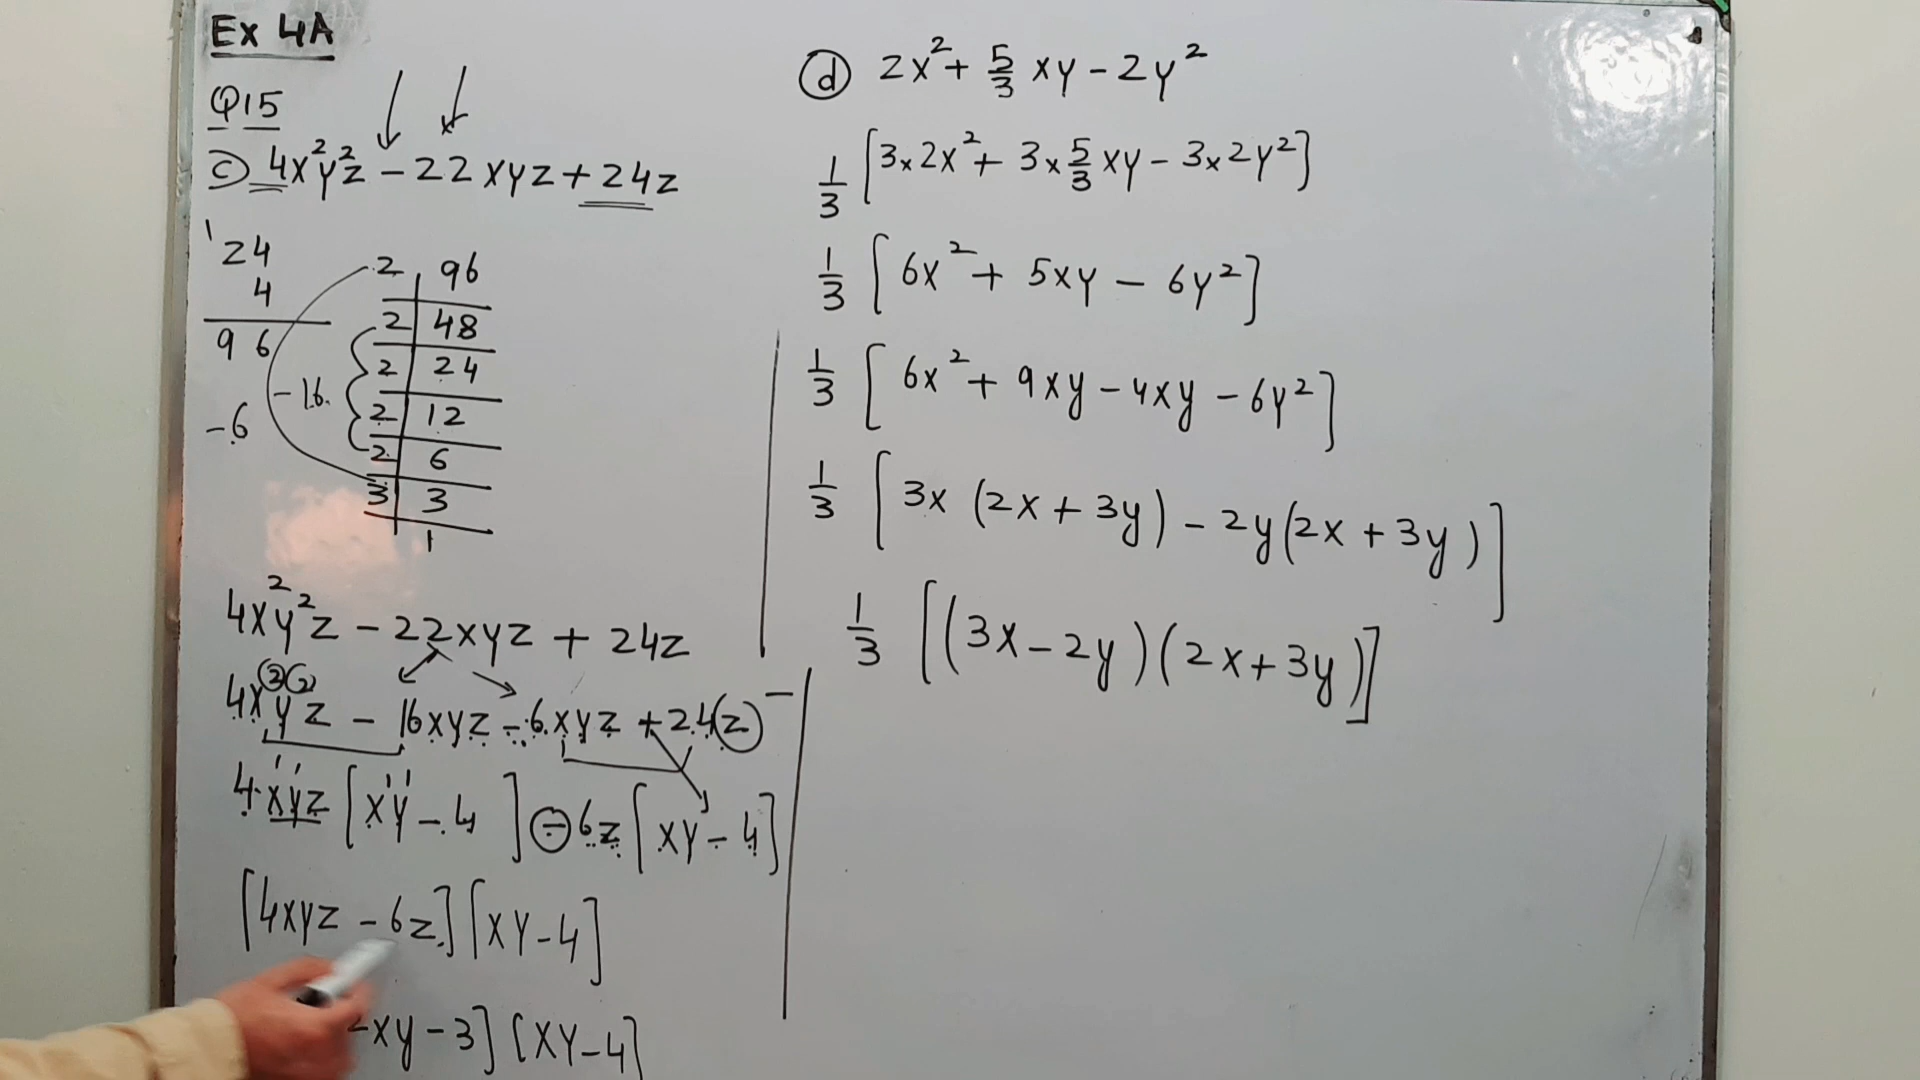 Ex 4A
Q15
c) 4x²y²z - 22xyz + 24z
1
24
4
96
-6
-16.
2 | 96
2 | 48
2 | 24
2 | 12
2 | 6
3 | 3
1
4x²y²z - 22xyz + 24z
4x²y²z - 16xyz - 6xyz + 24(z)
4xyz [xy - 4] - 6z [xy - 4]
[4xyz - 6z] [xy - 4]
xy - 3] [xy - 4]
d) 2x² + 5/3 xy - 2y²
1/3 [3×2x² + 3×5/3 xy - 3×2y²]
1/3 [6x² + 5xy - 6y²]
1/3 [6x² + 9xy - 4xy - 6y²]
1/3 [3x (2x + 3y) - 2y(2x + 3y)]
1/3 [(3x - 2y)(2x + 3y)]